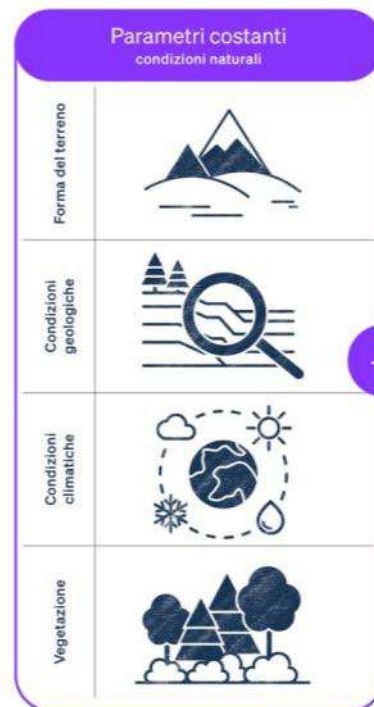 Parametri costanti
condizioni naturali
Forma del terreno
Condizioni
geologiche
Condizioni
climatiche
Vegetazione